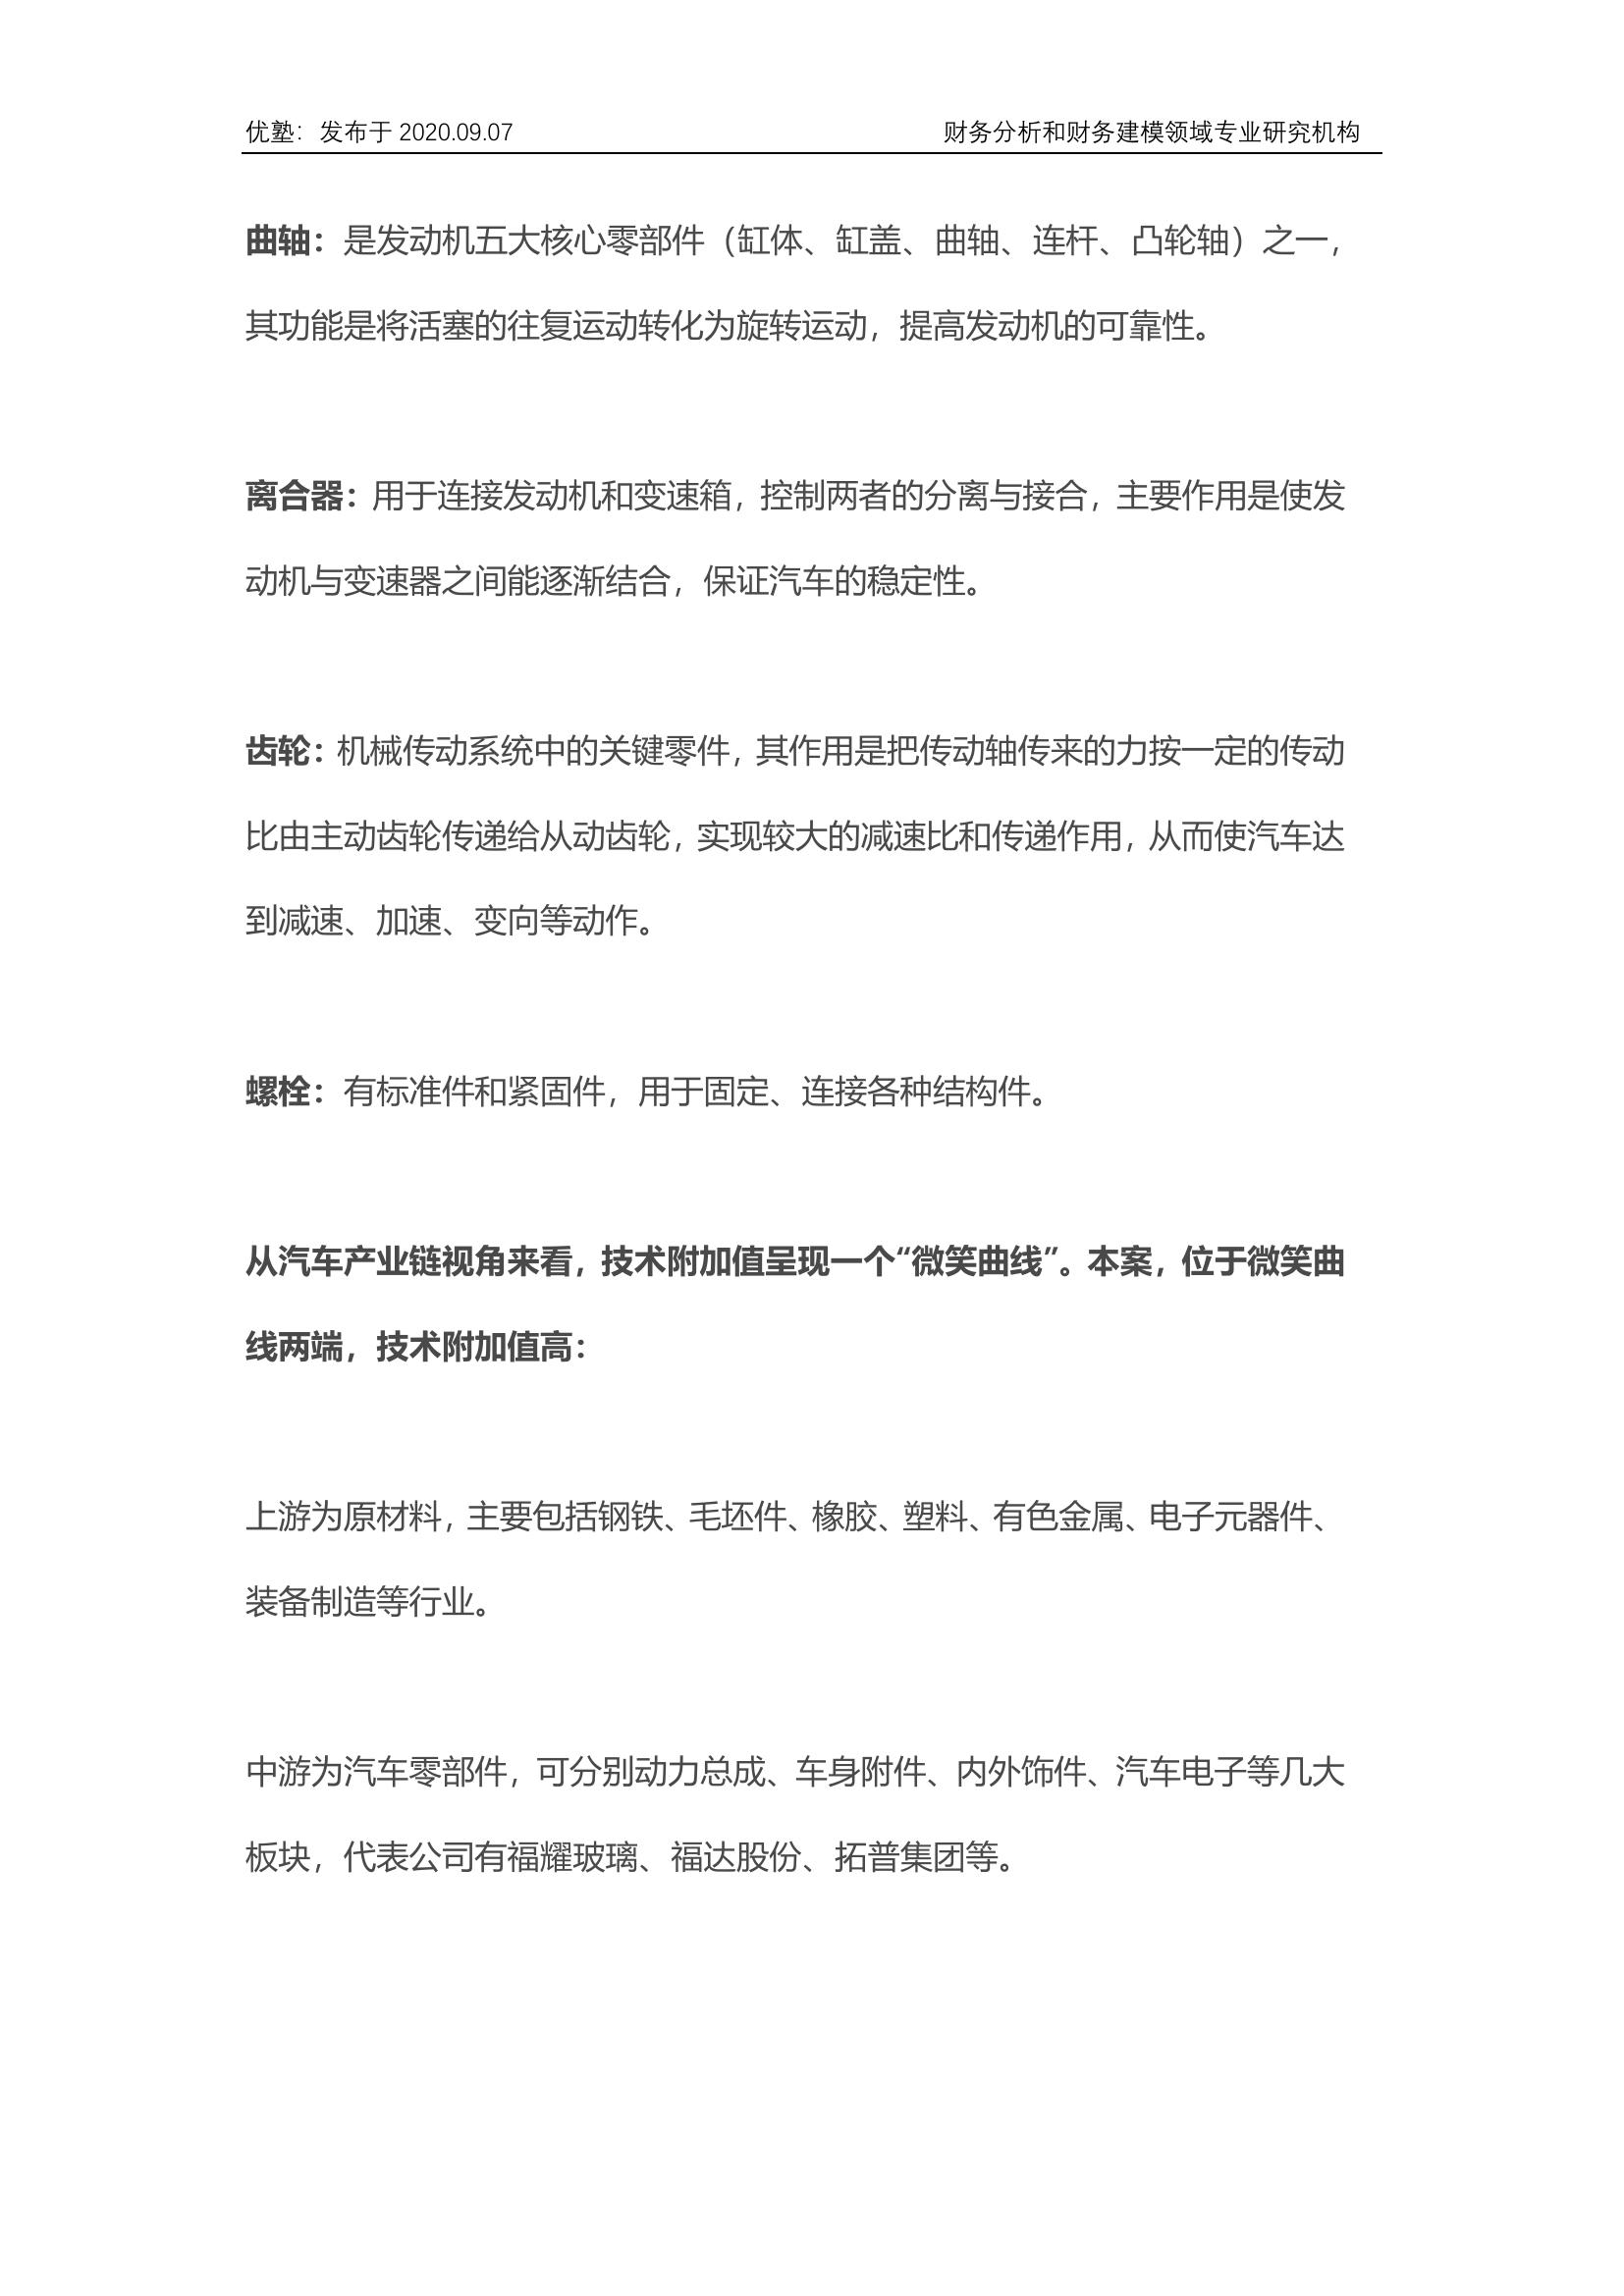 优塾：发布于 2020.09.07 财务分析和财务建模领域专业研究机构
曲轴：是发动机五大核心零部件（缸体、缸盖、曲轴、连杆、凸轮轴）之一，
其功能是将活塞的往复运动转化为旋转运动，提高发动机的可靠性。
离合器：用于连接发动机和变速箱，控制两者的分离与接合，主要作用是使发
动机与变速器之间能逐渐结合，保证汽车的稳定性。
齿轮：机械传动系统中的关键零件，其作用是把传动轴传来的力按一定的传动
比由主动齿轮传递给从动齿轮，实现较大的减速比和传递作用，从而使汽车达
到减速、加速、变向等动作。
螺栓：有标准件和紧固件，用于固定、连接各种结构件。
从汽车产业链视角来看，技术附加值呈现一个“微笑曲线”。本案，位于微笑曲
线两端，技术附加值高：
上游为原材料，主要包括钢铁、毛坯件、橡胶、塑料、有色金属、电子元器件、
装备制造等行业。
中游为汽车零部件，可分别动力总成、车身附件、内外饰件、汽车电子等几大
板块，代表公司有福耀玻璃、福达股份、拓普集团等。